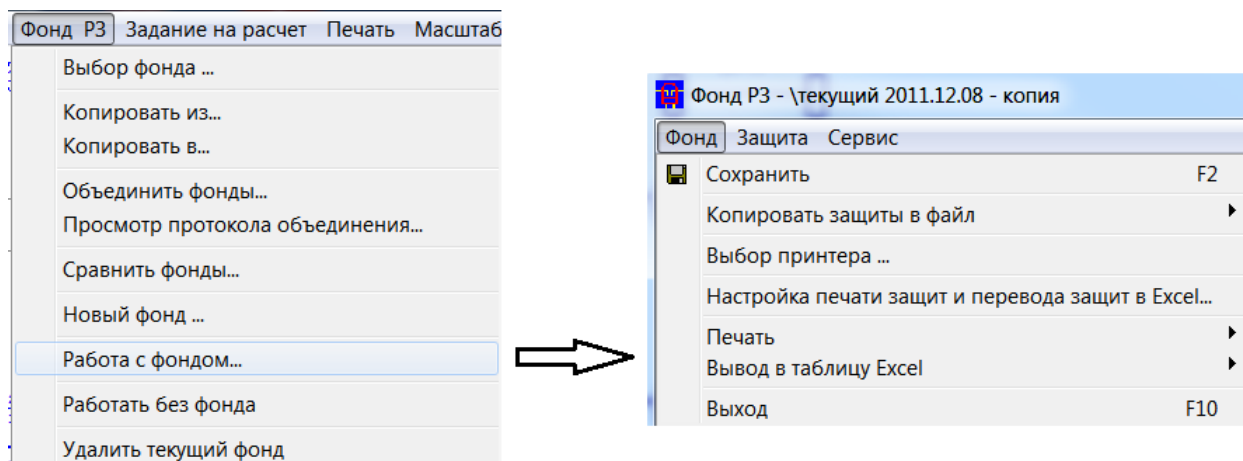 Фонд РЗ Задание на расчет Печать Масштаб
Выбор фонда ...
Копировать из...
Копировать в...
Объединить фонды...
Просмотр протокола объединения...
Сравнить фонды...
Новый фонд ...
Работа с фондом...
Работать без фонда
Удалить текущий фонд
Фонд РЗ - \текущий 2011.12.08 - копия
Фонд Защита Сервис
Сохранить F2
Копировать защиты в файл
Выбор принтера ...
Настройка печати защит и перевода защит в Excel...
Печать
Вывод в таблицу Excel
Выход F10